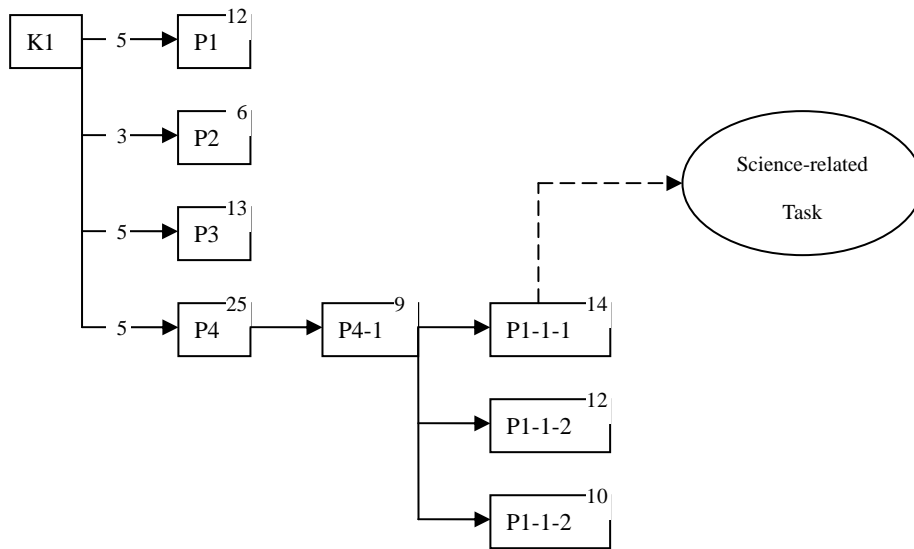 12
K1
5
P1
6
3
P2
Science-related
Task
13
5
P3
25
9
14
5
P4
P4-1
P1-1-1
12
P1-1-2
10
P1-1-2